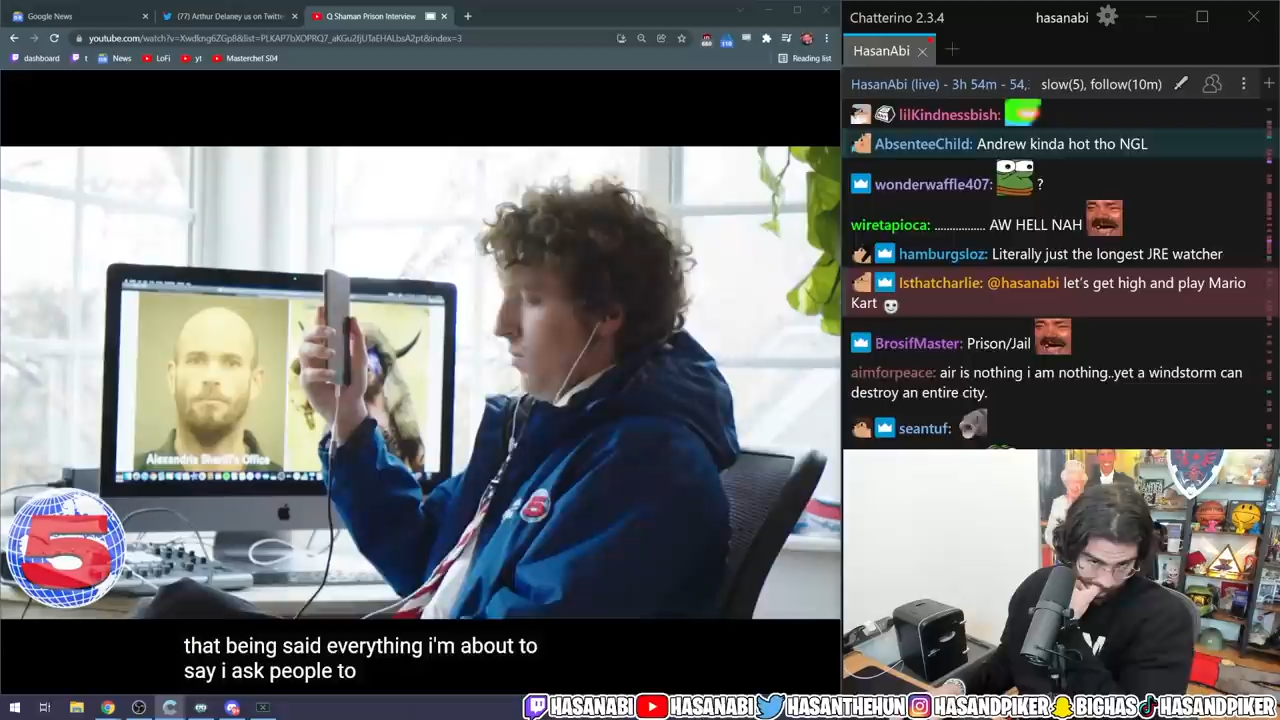 Google News
(77) Arthur Delaney us on Twitte
Q Shaman Prison Interview
youtube.com/watch?v=Xwdkng6ZGp8&list=PLKAP7bXOPRQ7_aKGu2fjUTaEHALbsA2pt&index=3
dashboard
t
News
LoFi
yt
Masterchef S04
Reading list
Alexandria Sheriff's Office
5
5
that being said everything i'm about to
say i ask people to
Chatterino 2.3.4
hasanabi
HasanAbi
HasanAbi (live) - 3h 54m - 54,
slow(5), follow(10m)
lilKindnessbish:
AbsenteeChild: Andrew kinda hot tho NGL
wonderwaffle407: ?
wiretapioca: ................. AW HELL NAH
hamburgsloz: Literally just the longest JRE watcher
Isthatcharlie: @hasanabi let's get high and play Mario
Kart
BrosifMaster: Prison/Jail
aimforpeace: air is nothing i am nothing..yet a windstorm can
destroy an entire city.
seantuf:
HASANABI HASANABI HASANTHEHUN HASANDPIKER BIGHAS HASANDPIKER